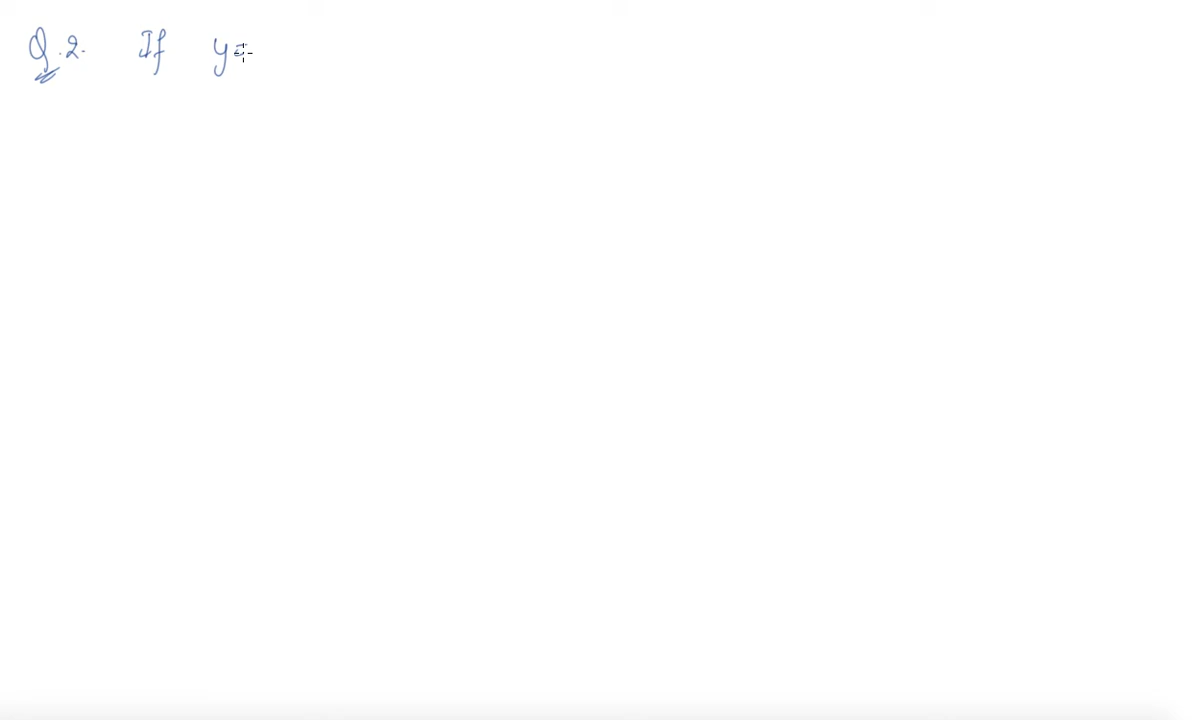 Q.2. If y=